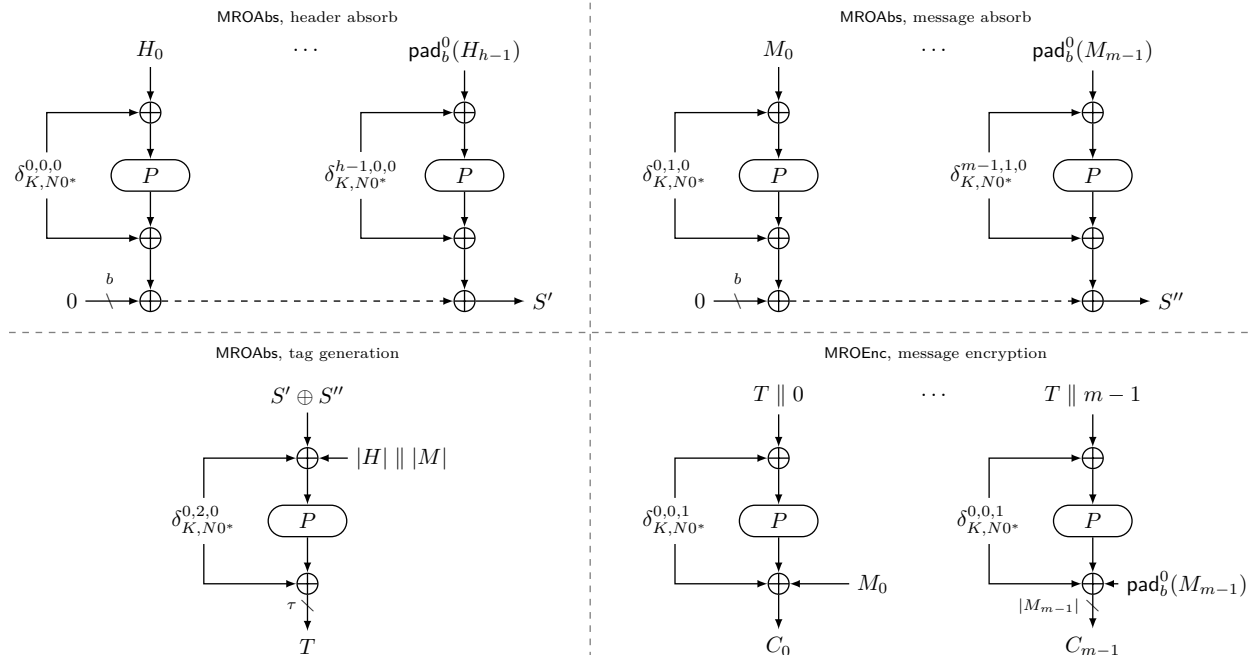 MROAbs, header absorb
H_0 ⋯ pad_b^0(H_{h−1})
δ_{K,N0*}^{0,0,0} P δ_{K,N0*}^{h−1,0,0} P
b
0 S′
MROAbs, message absorb
M_0 ⋯ pad_b^0(M_{m−1})
δ_{K,N0*}^{0,1,0} P δ_{K,N0*}^{m−1,1,0} P
b
0 S″
MROAbs, tag generation
S′ ⊕ S″
|H| ∥ |M|
δ_{K,N0*}^{0,2,0} P
τ
T
MROEnc, message encryption
T ∥ 0 ⋯ T ∥ m − 1
δ_{K,N0*}^{0,0,1} P δ_{K,N0*}^{0,0,1} P
M_0 pad_b^0(M_{m−1})
|M_{m−1}|
C_0 C_{m−1}